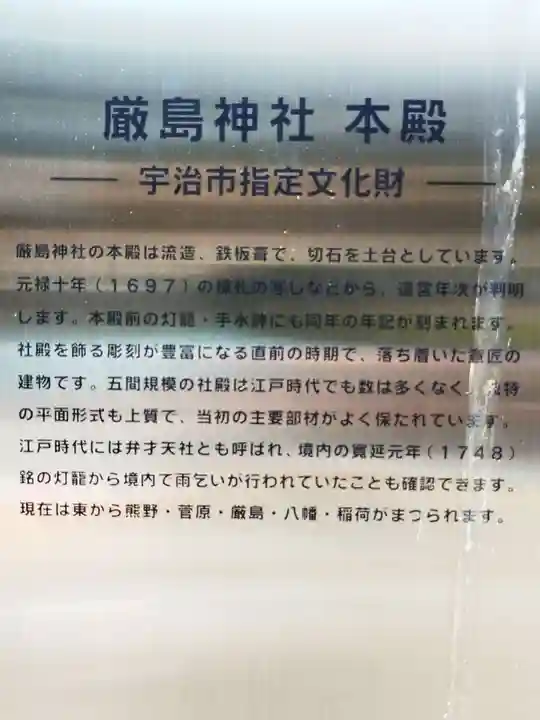 厳島神社 本殿
宇治市指定文化財
厳島神社の本殿は流造、鉄板葺で、切石を土台としています。
元禄十年（1697）の棟札の写しなどから、造営年次が判明
します。本殿前の灯籠・手水鉢にも同年の年記が刻まれます。
社殿を飾る彫刻が豊富になる直前の時期で、落ち着いた意匠の
建物です。五間規模の社殿は江戸時代でも数は多くなく、独特
の平面形式も上質で、当初の主要部材がよく保たれています。
江戸時代には弁才天社とも呼ばれ、境内の寛延元年（1748）
銘の灯籠から境内で雨乞いが行われていたことも確認できます。
現在は東から熊野・菅原・厳島・八幡・稲荷がまつられます。